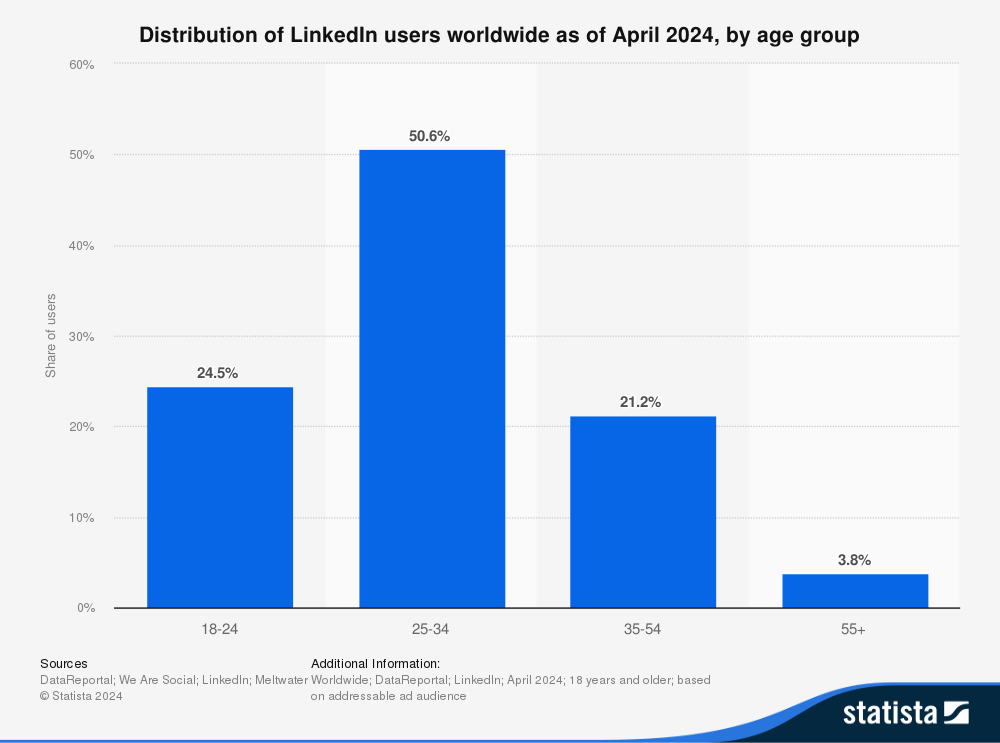 Distribution of LinkedIn users worldwide as of April 2024, by age group
60%
50%
40%
30%
20%
10%
0%
Share of users
24.5%
50.6%
21.2%
3.8%
18-24
25-34
35-54
55+
Sources
DataReportal; We Are Social; LinkedIn; Meltwater
© Statista 2024
Additional Information:
Worldwide; DataReportal; LinkedIn; April 2024; 18 years and older; based
on addressable ad audience
statista